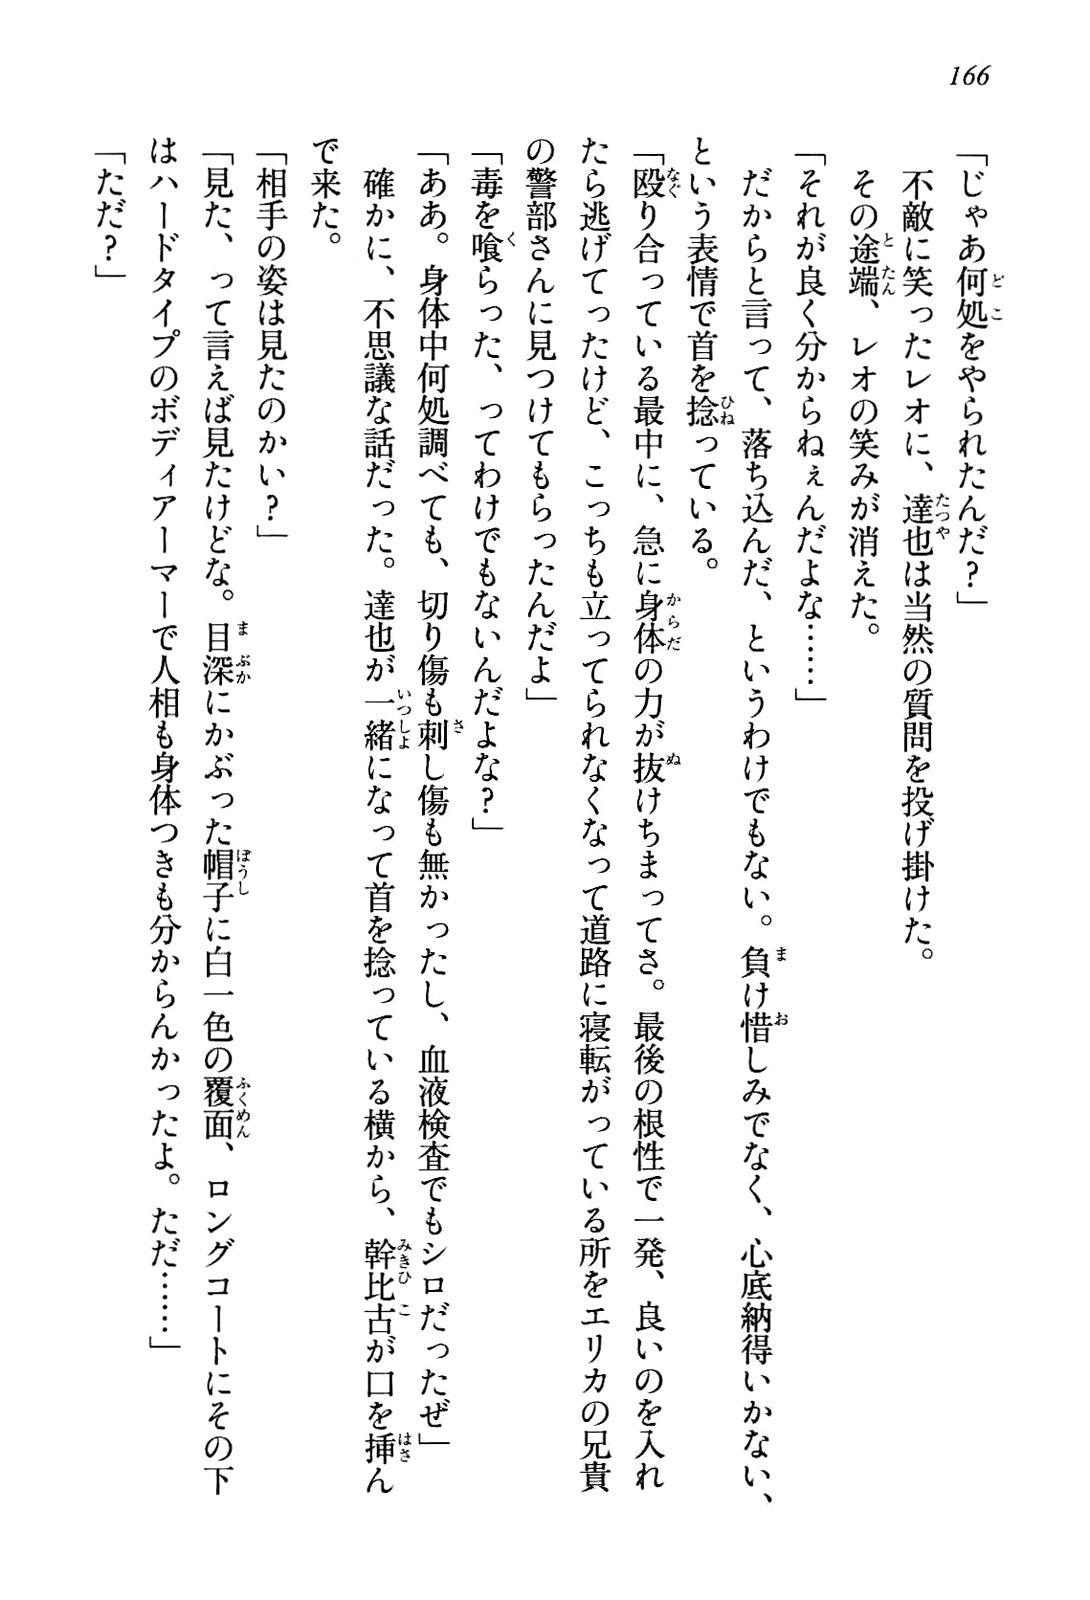 166
「じゃあ何処をやられたんだ?」
不敵に笑ったレオに、達也は当然の質問を投げ掛けた。
その途端、レオの笑みが消えた。
「それが良く分からねぇんだよな……」
だからと言って、落ち込んだ、というわけでもない。負け惜しみでなく、心底納得いかない、
という表情で首を捻っている。
「殴り合っている最中に、急に身体の力が抜けちまってさ。最後の根性で一発、良いのを入れ
たら逃げてったけど、こっちも立ってられなくなって道路に寝転がっている所をエリカの兄貴
の警部さんに見つけてもらったんだよ」
「毒を喰らった、ってわけでもないんだよな?」
「ああ。身体中何処調べても、切り傷も刺し傷も無かったし、血液検査でもシロだったぜ」
確かに、不思議な話だった。達也が一緒になって首を捻っている横から、幹比古が口を挿ん
で来た。
「相手の姿は見たのかい?」
「見た、って言えば見たけどな。目深にかぶった帽子に白一色の覆面、ロングコートにその下
はハードタイプのボディアーマーで人相も身体つきも分からんかったよ。ただ……」
「ただ?」